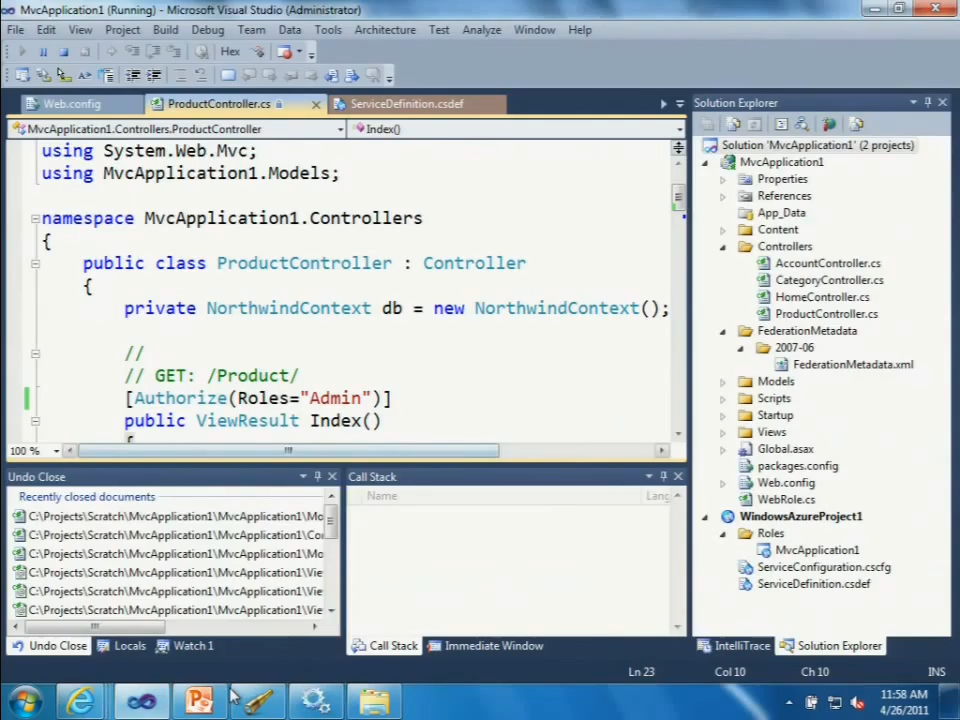 MvcApplication1 (Running) - Microsoft Visual Studio (Administrator)
File Edit View Project Build Debug Team Data Tools Architecture Test Analyze Window Help
Hex
Web.config ProductController.cs ServiceDefinition.csdef
MvcApplication1.Controllers.ProductController Index()
using System.Web.Mvc;
using MvcApplication1.Models;
namespace MvcApplication1.Controllers
{
public class ProductController : Controller
{
private NorthwindContext db = new NorthwindContext();
//
// GET: /Product/
[Authorize(Roles="Admin")]
public ViewResult Index()
{
100 %
Solution Explorer
Solution 'MvcApplication1' (2 projects)
MvcApplication1
Properties
References
App_Data
Content
Controllers
AccountController.cs
CategoryController.cs
HomeController.cs
ProductController.cs
FederationMetadata
2007-06
FederationMetadata.xml
Models
Scripts
Startup
Views
Global.asax
packages.config
Web.config
WebRole.cs
WindowsAzureProject1
Roles
MvcApplication1
ServiceConfiguration.cscfg
ServiceDefinition.csdef
Undo Close
Recently closed documents
C:\Projects\Scratch\MvcApplication1\MvcApplication1\Mo
C:\Projects\Scratch\MvcApplication1\MvcApplication1\Co
C:\Projects\Scratch\MvcApplication1\MvcApplication1\Mo
C:\Projects\Scratch\MvcApplication1\MvcApplication1\Vie
C:\Projects\Scratch\MvcApplication1\MvcApplication1\Vie
C:\Projects\Scratch\MvcApplication1\MvcApplication1\Vie
Call Stack
Name Lang
Undo Close Locals Watch 1
Call Stack Immediate Window
IntelliTrace Solution Explorer
Ln 23 Col 10 Ch 10 INS
11:58 AM
4/26/2011